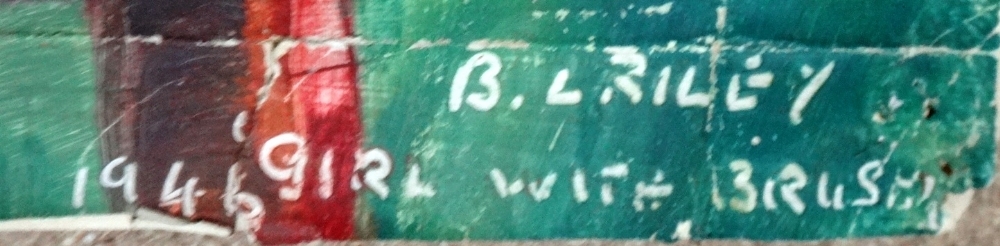 B. L RILEY
1946 GIRL WITH BRUSH